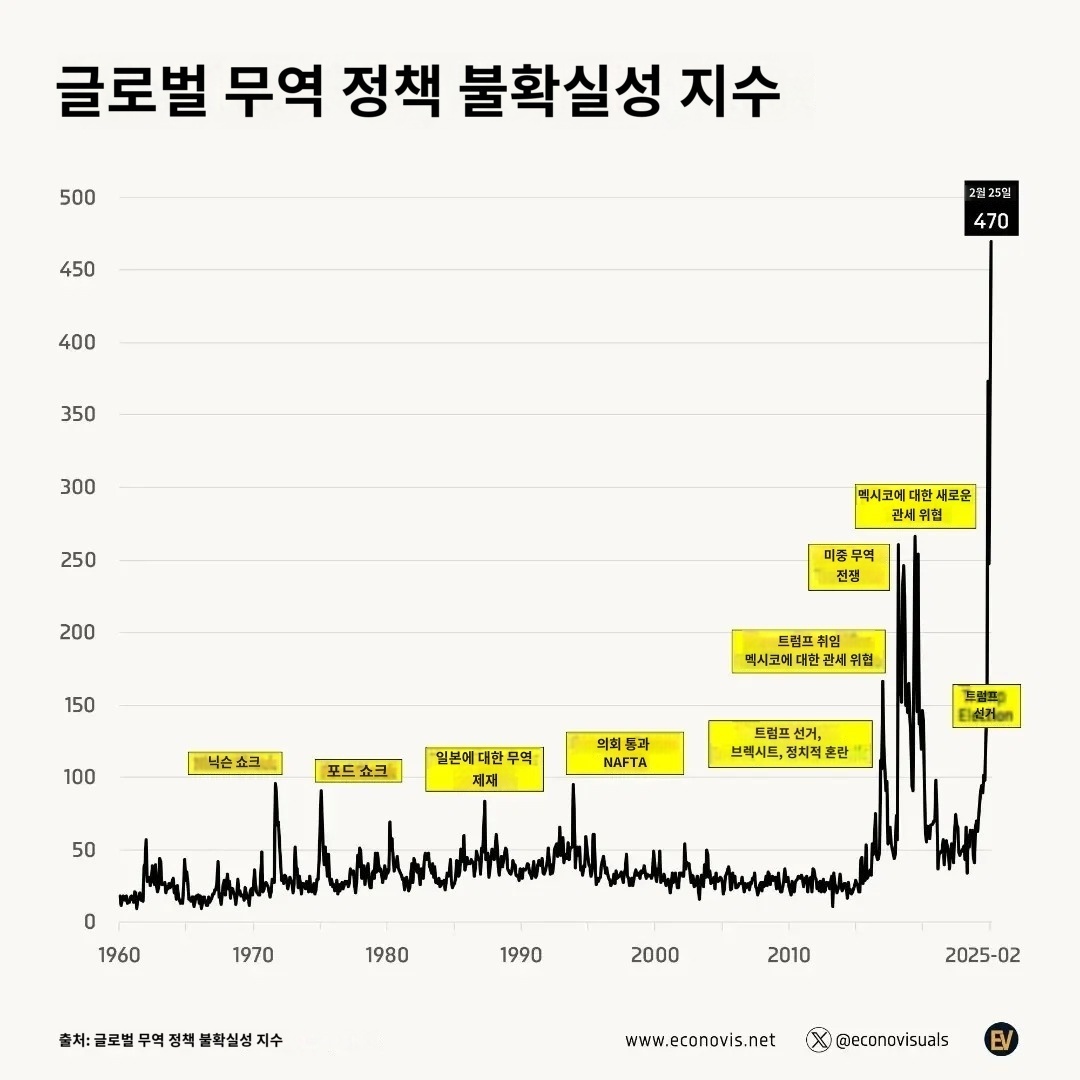 글로벌 무역 정책 불확실성 지수
2월 25일
470
500
450
400
350
300
멕시코에 대한 새로운
관세 위협
미중 무역
전쟁
250
200
트럼프 취임
멕시코에 대한 관세 위협
150
트럼프
선거
트럼프 선거,
브렉시트, 정치적 혼란
의회 통과
NAFTA
일본에 대한 무역
제재
포드 쇼크
닉슨 쇼크
100
50
0
1960 1970 1980 1990 2000 2010 2025-02
출처: 글로벌 무역 정책 불확실성 지수
www.econovis.net
@econovisuals
EV